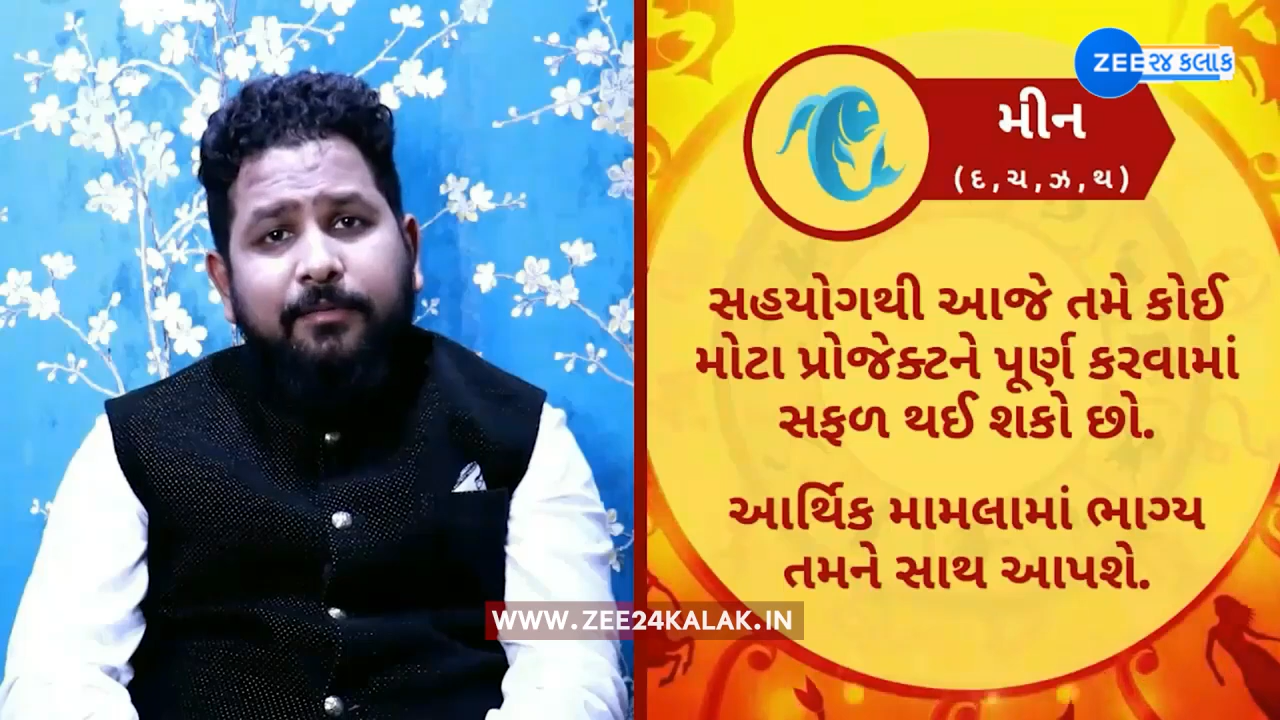 ZEE ૨૪ કલાક
મીન
(દ,ચ,ઝ,થ)
સહયોગથી આજે તમે કોઈ
મોટા પ્રોજેક્ટને પૂર્ણ કરવામાં
સફળ થઈ શકો છો.
આર્થિક મામલામાં ભાગ્ય
તમને સાથ આપશે.
WWW.ZEE24KALAK.IN